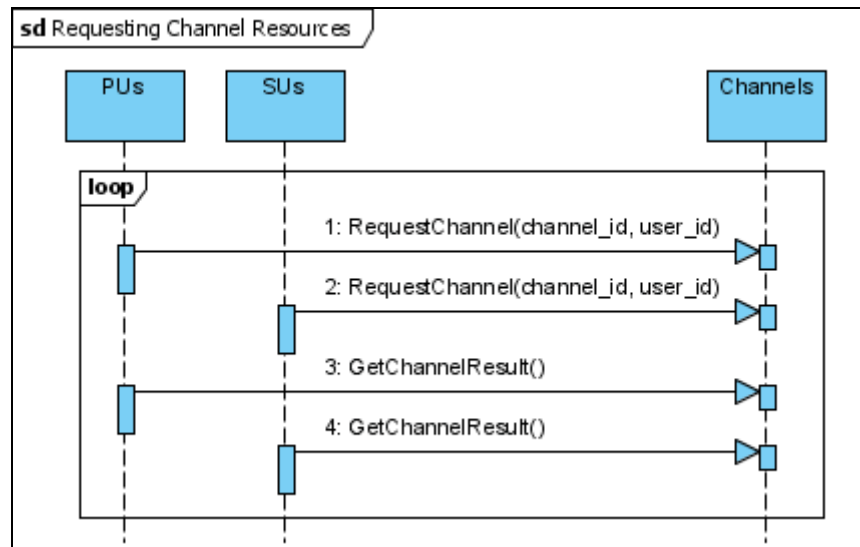 sd Requesting Channel Resources
PUs
SUs
Channels
loop
1: RequestChannel(channel_id, user_id)
2: RequestChannel(channel_id, user_id)
3: GetChannelResult()
4: GetChannelResult()